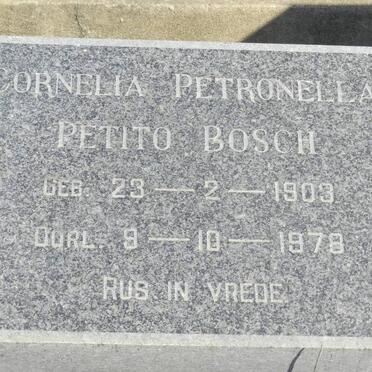 CORNELIA PETRONELLA
PETITO BOSCH
GEB. 23 — 2 — 1903
OORL. 9 — 10 — 1978
RUS IN VREDE.